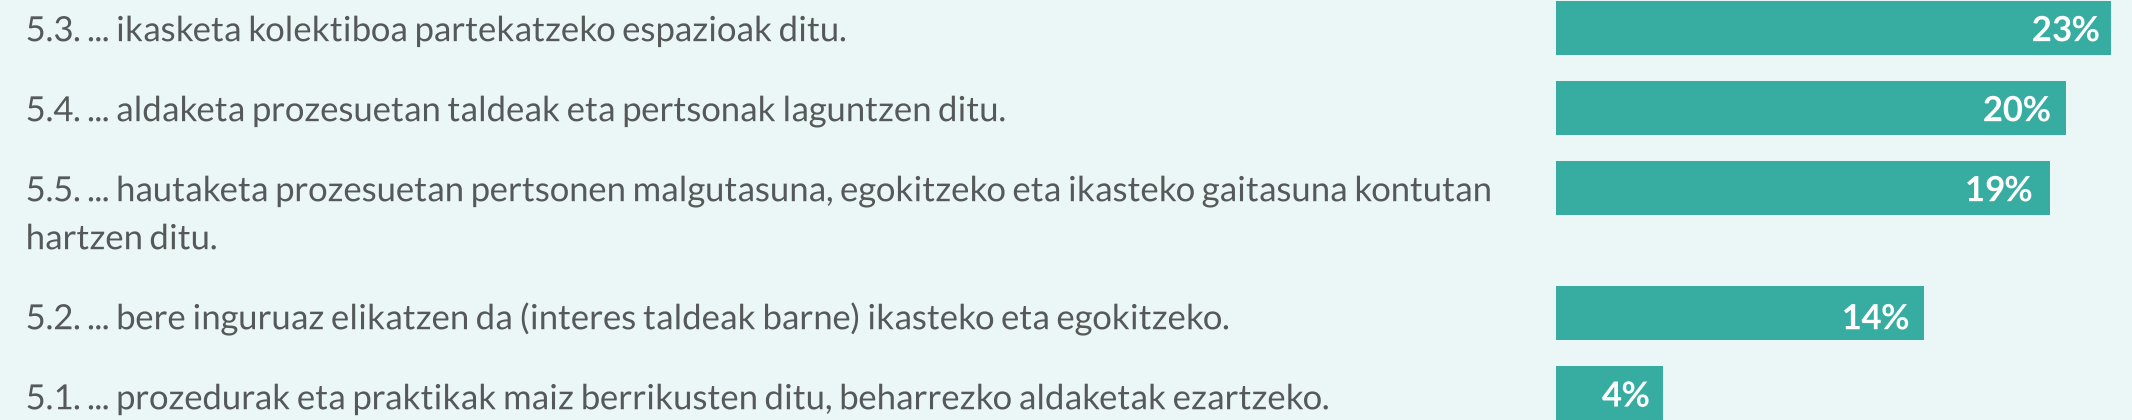 5.3. ... ikasketa kolektiboa partekatzeko espazioak ditu. 23%
5.4. ... aldaketa prozesuetan taldeak eta pertsonak laguntzen ditu. 20%
5.5. ... hautaketa prozesuetan pertsonen malgutasuna, egokitzeko eta ikasteko gaitasuna kontutan 19%
hartzen ditu.
5.2. ... bere inguruaz elikatzen da (interes taldeak barne) ikasteko eta egokitzeko. 14%
5.1. ... prozedurak eta praktikak maiz berrikusten ditu, beharrezko aldaketak ezartzeko. 4%